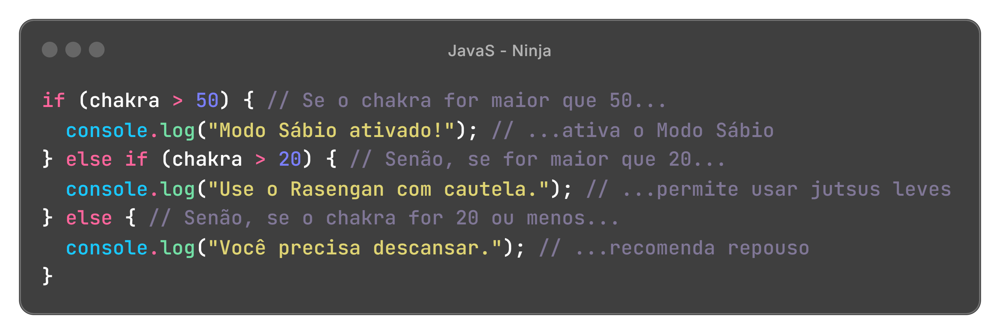 JavaS - Ninja
if (chakra > 50) { // Se o chakra for maior que 50...
  console.log("Modo Sábio ativado!"); // ...ativa o Modo Sábio
} else if (chakra > 20) { // Senão, se for maior que 20...
  console.log("Use o Rasengan com cautela."); // ...permite usar jutsus leves
} else { // Senão, se o chakra for 20 ou menos...
  console.log("Você precisa descansar."); // ...recomenda repouso
}